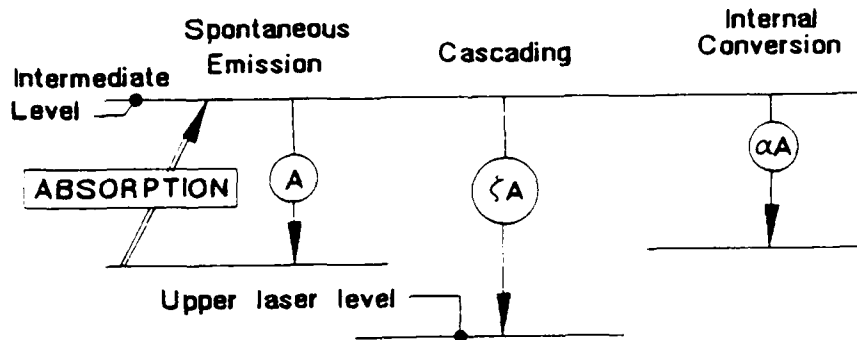 Spontaneous
Emission
Cascading
Internal
Conversion
Intermediate
Level
ABSORPTION
A
ζA
αA
Upper laser level